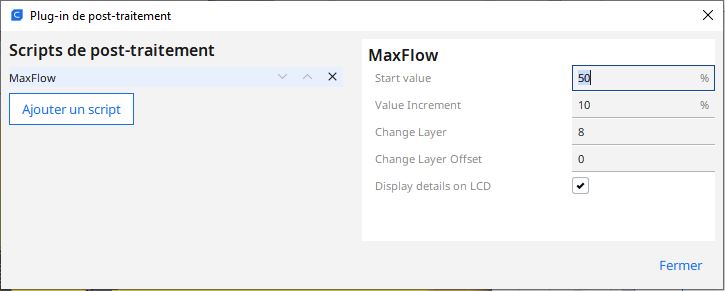 Plug-in de post-traitement
Scripts de post-traitement
MaxFlow
Ajouter un script
MaxFlow
Start value 50 %
Value Increment 10 %
Change Layer 8
Change Layer Offset 0
Display details on LCD
Fermer